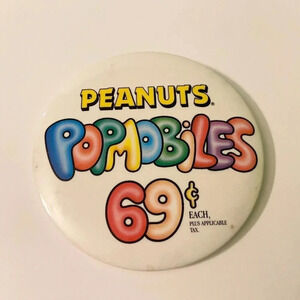 PEANUTS®
POPMOBiLES
69¢
EACH,
PLUS APPLICABLE
TAX.